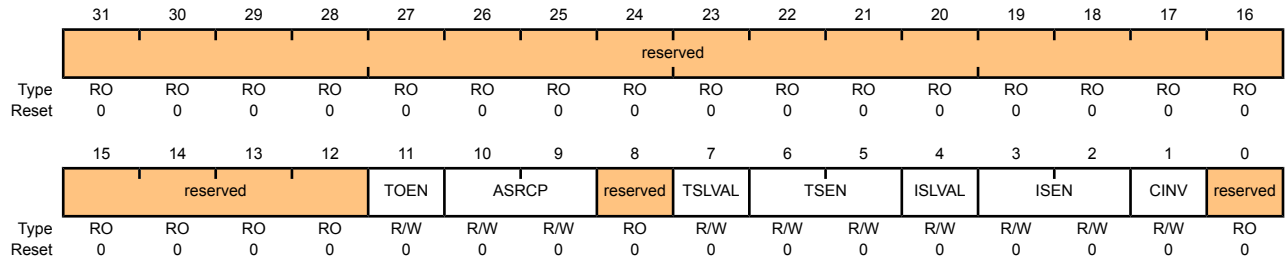 31 30 29 28 27 26 25 24 23 22 21 20 19 18 17 16
reserved
Type RO RO RO RO RO RO RO RO RO RO RO RO RO RO RO RO
Reset 0 0 0 0 0 0 0 0 0 0 0 0 0 0 0 0
15 14 13 12 11 10 9 8 7 6 5 4 3 2 1 0
reserved TOEN ASRCP reserved TSLVAL TSEN ISLVAL ISEN CINV reserved
Type RO RO RO RO R/W R/W R/W RO R/W R/W R/W R/W R/W R/W R/W RO
Reset 0 0 0 0 0 0 0 0 0 0 0 0 0 0 0 0